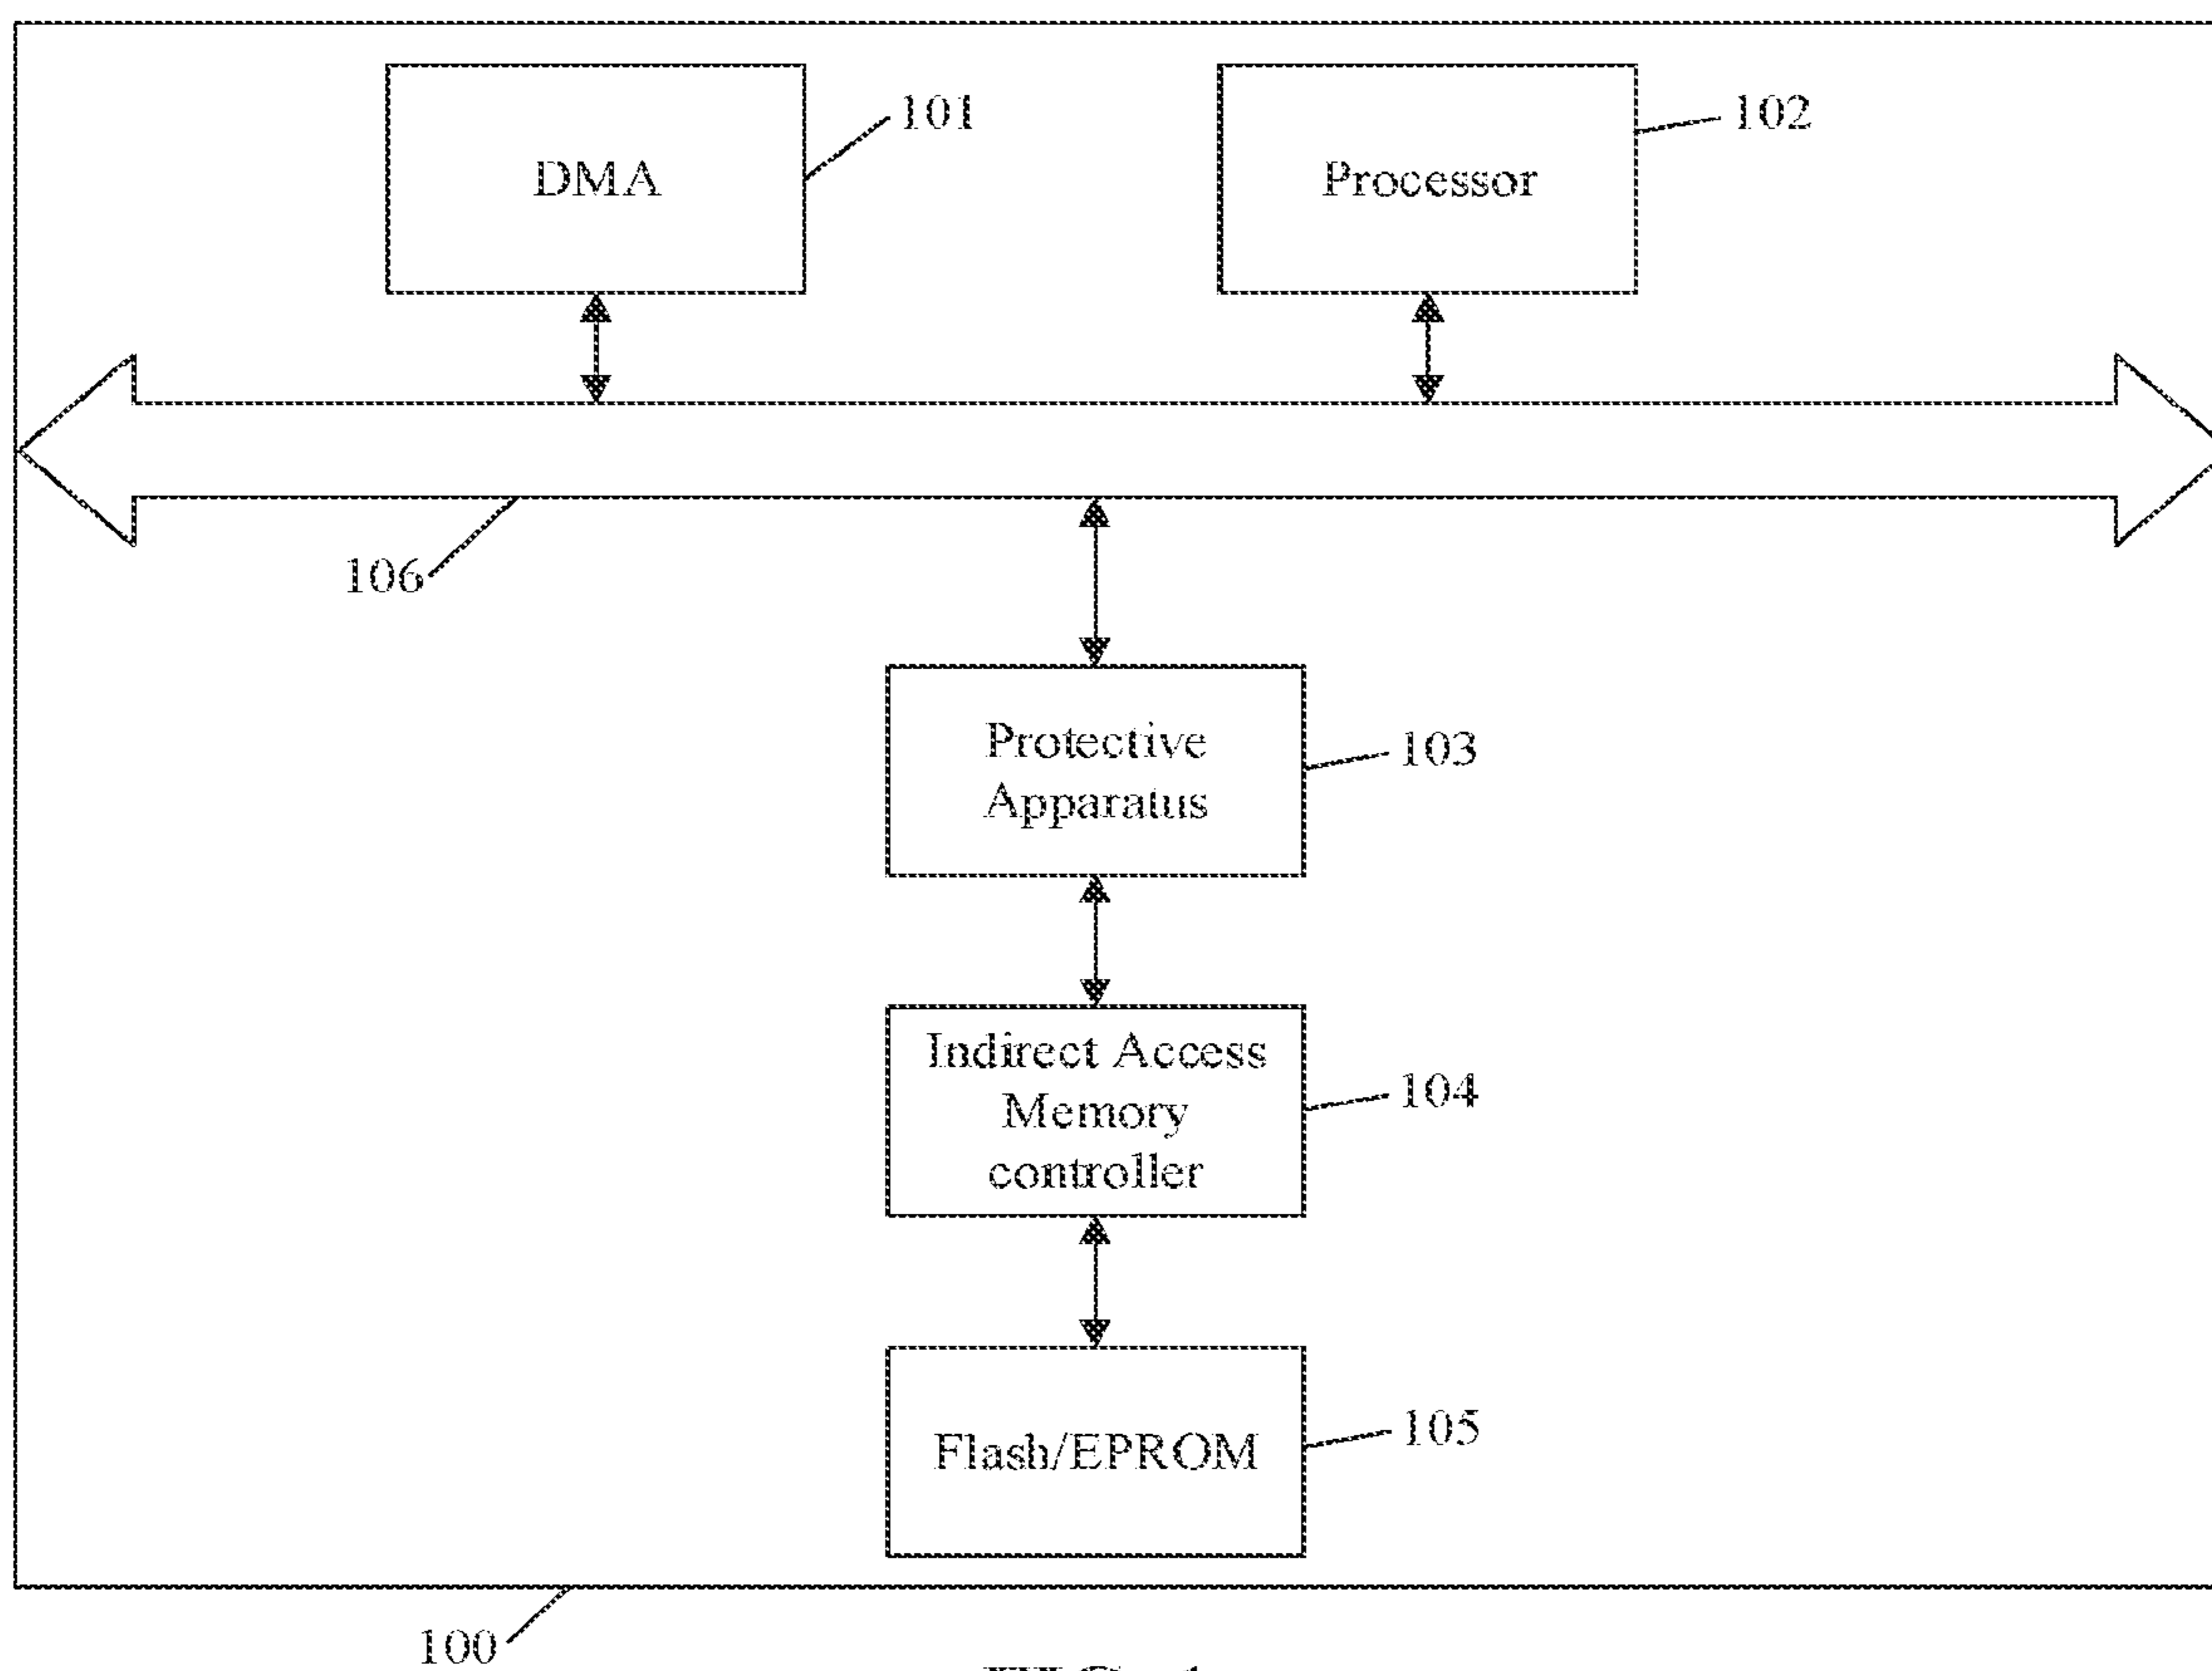 101
102
DMA
Processor
106
Protective
Apparatus
103
Indirect Access
Memory
controller
104
Flash/EPROM
105
100